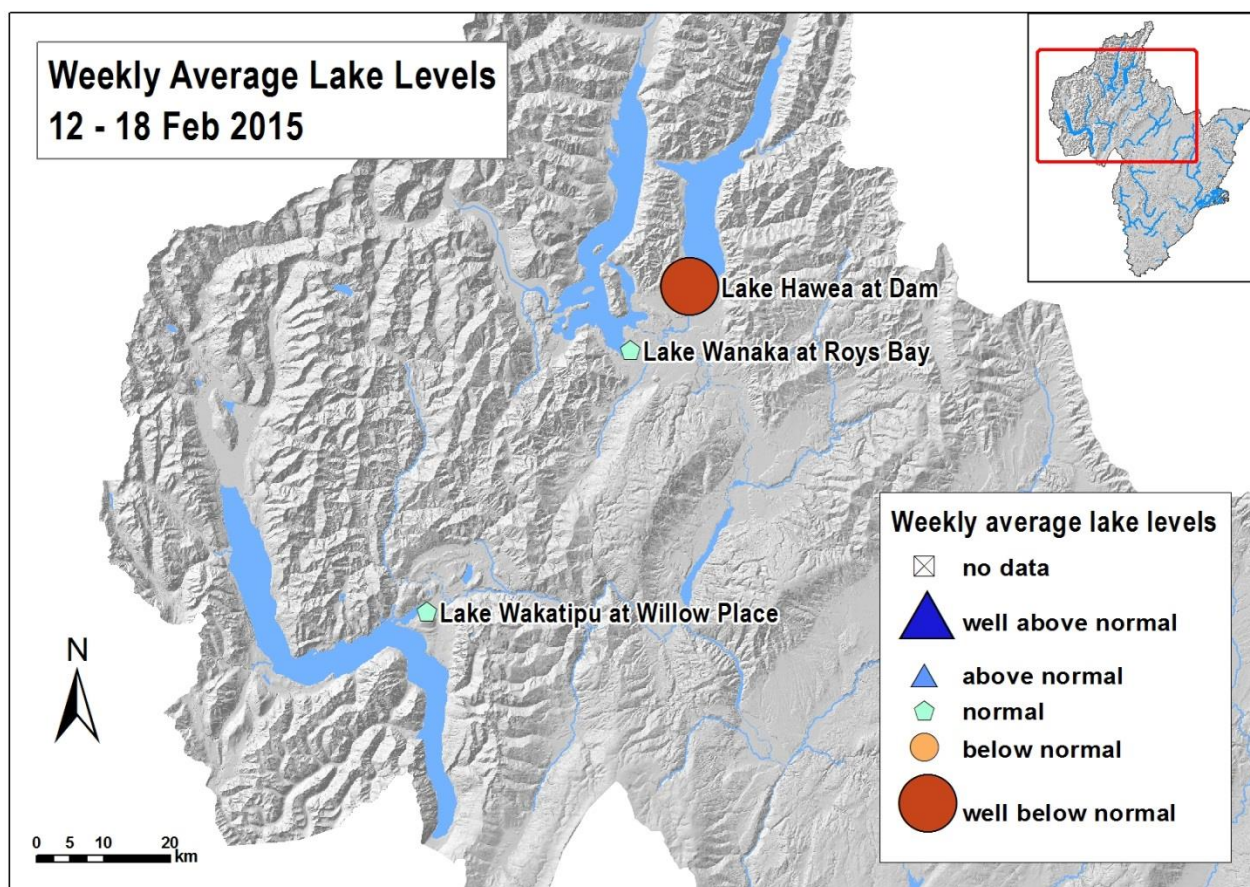 Weekly Average Lake Levels
12 - 18 Feb 2015
Lake Hawea at Dam
Lake Wanaka at Roys Bay
Lake Wakatipu at Willow Place
N
0 5 10 20
km
Weekly average lake levels
no data
well above normal
above normal
normal
below normal
well below normal